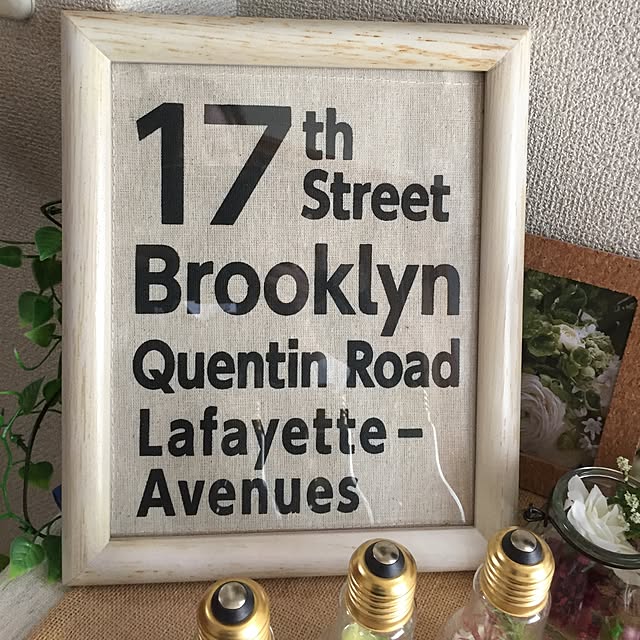 17th
Street
Brooklyn
Quentin Road
Lafayette-
Avenues